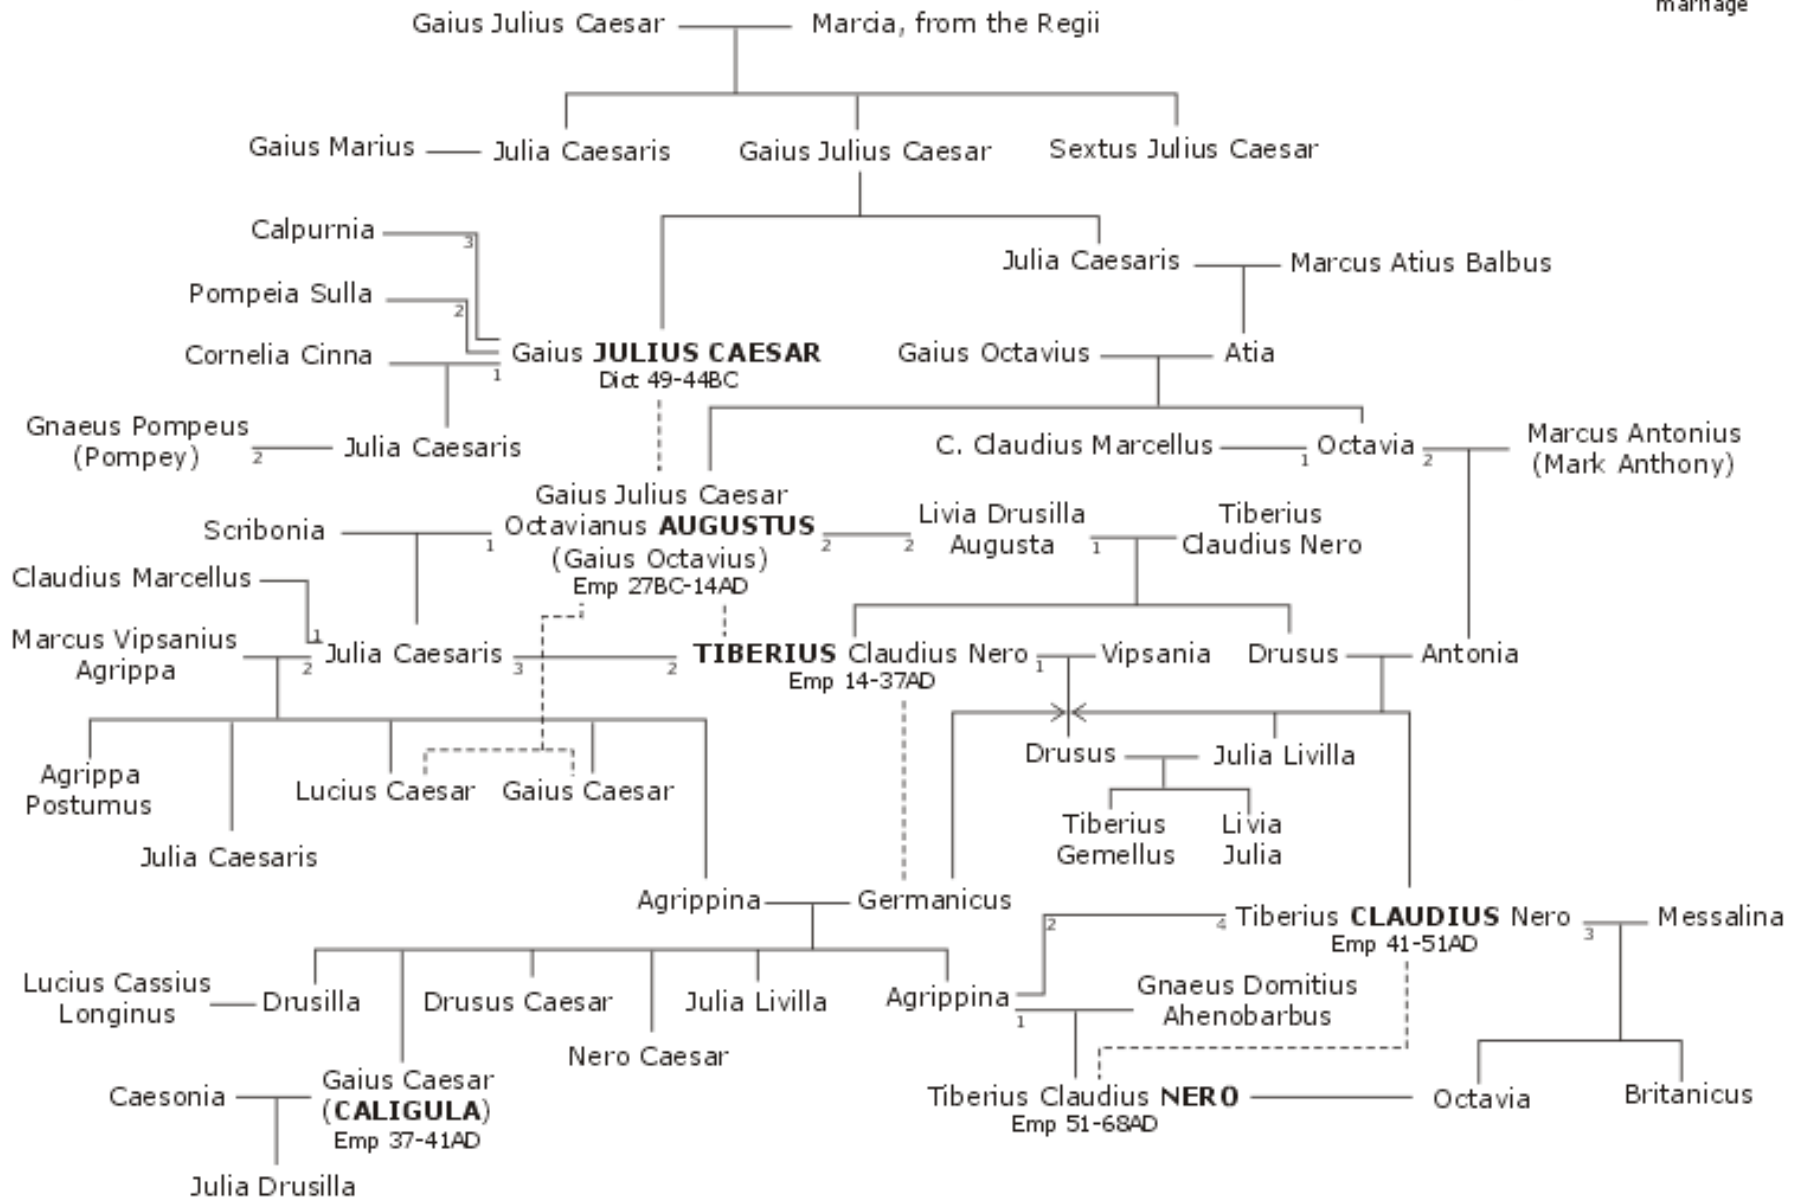 marriage
Gaius Julius Caesar
Marcia, from the Regii
Gaius Marius
Julia Caesaris
Gaius Julius Caesar
Sextus Julius Caesar
Calpurnia
3
Julia Caesaris
Marcus Atius Balbus
Pompeia Sulla
2
Cornelia Cinna
1
Gaius JULIUS CAESAR
Dict 49-44BC
Gaius Octavius
Atia
Gnaeus Pompeus
(Pompey)
2
Julia Caesaris
C. Claudius Marcellus
1
Octavia
2
Marcus Antonius
(Mark Anthony)
Scribonia
1
Gaius Julius Caesar
Octavianus AUGUSTUS
(Gaius Octavius)
Emp 27BC-14AD
2
2
Livia Drusilla
Augusta
1
Tiberius
Claudius Nero
Claudius Marcellus
1
Marcus Vipsanius
Agrippa
2
Julia Caesaris
3
2
TIBERIUS Claudius Nero
Emp 14-37AD
1
Vipsania
Drusus
Antonia
Agrippa
Postumus
Julia Caesaris
Lucius Caesar
Gaius Caesar
Drusus
Julia Livilla
Tiberius
Gemellus
Livia
Julia
Agrippina
Germanicus
2
4
Tiberius CLAUDIUS Nero
Emp 41-51AD
3
Messalina
Lucius Cassius
Longinus
Drusilla
Drusus Caesar
Julia Livilla
Agrippina
1
Gnaeus Domitius
Ahenobarbus
Nero Caesar
Caesonia
Gaius Caesar
(CALIGULA)
Emp 37-41AD
Tiberius Claudius NERO
Emp 51-68AD
Octavia
Britanicus
Julia Drusilla